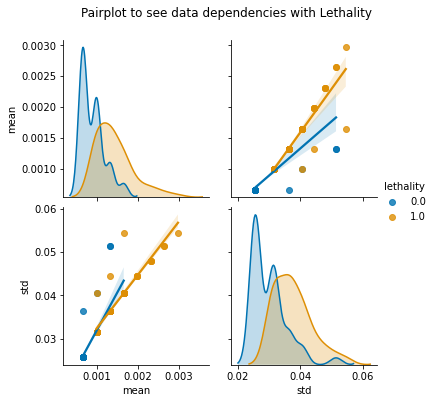 Pairplot to see data dependencies with Lethality
0.0030
0.0025
0.0020
0.0015
0.0010
mean
lethality
0.0
1.0
0.06
0.05
0.04
0.03
std
0.001 0.002 0.003
mean
0.02 0.04 0.06
std